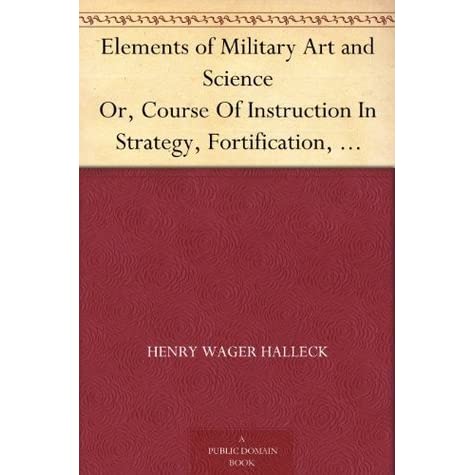 Elements of Military Art and
Science
Or, Course Of Instruction In
Strategy, Fortification, ...
HENRY WAGER HALLECK
A
PUBLIC DOMAIN
BOOK